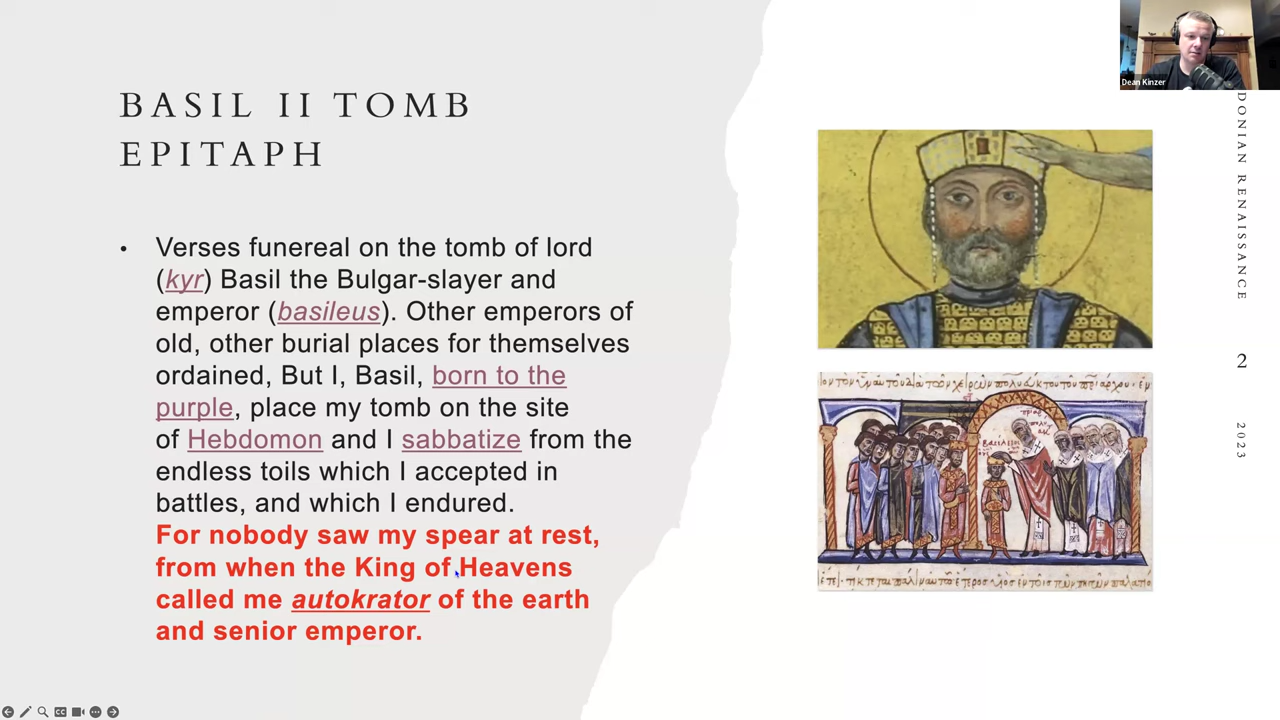 BASIL II TOMB
EPITAPH
• Verses funereal on the tomb of lord
(kyr) Basil the Bulgar-slayer and
emperor (basileus). Other emperors of
old, other burial places for themselves
ordained, But I, Basil, born to the
purple, place my tomb on the site
of Hebdomon and I sabbatize from the
endless toils which I accepted in
battles, and which I endured.
For nobody saw my spear at rest,
from when the King of Heavens
called me autokrator of the earth
and senior emperor.
Dean Kinzer
DONIAN RENAISSANCE
2
2023